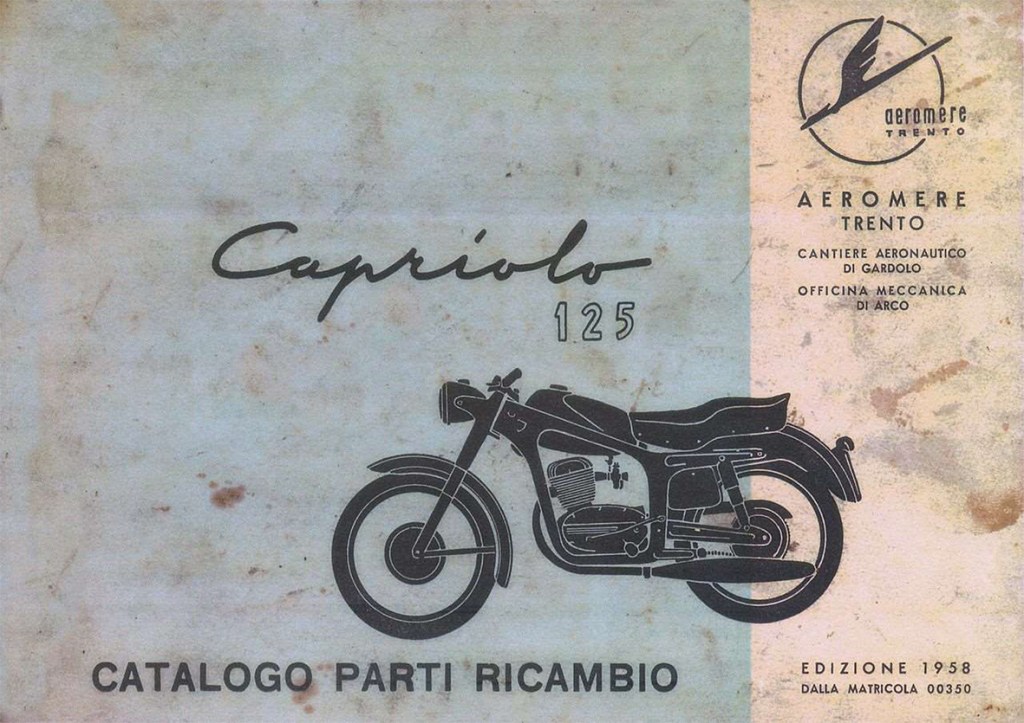 Capriolo
125
CATALOGO PARTI RICAMBIO
aeromere
TRENTO
AEROMERE
TRENTO
CANTIERE AERONAUTICO
DI GARDOLO
OFFICINA MECCANICA
DI ARCO
EDIZIONE 1958
DALLA MATRICOLA 00350